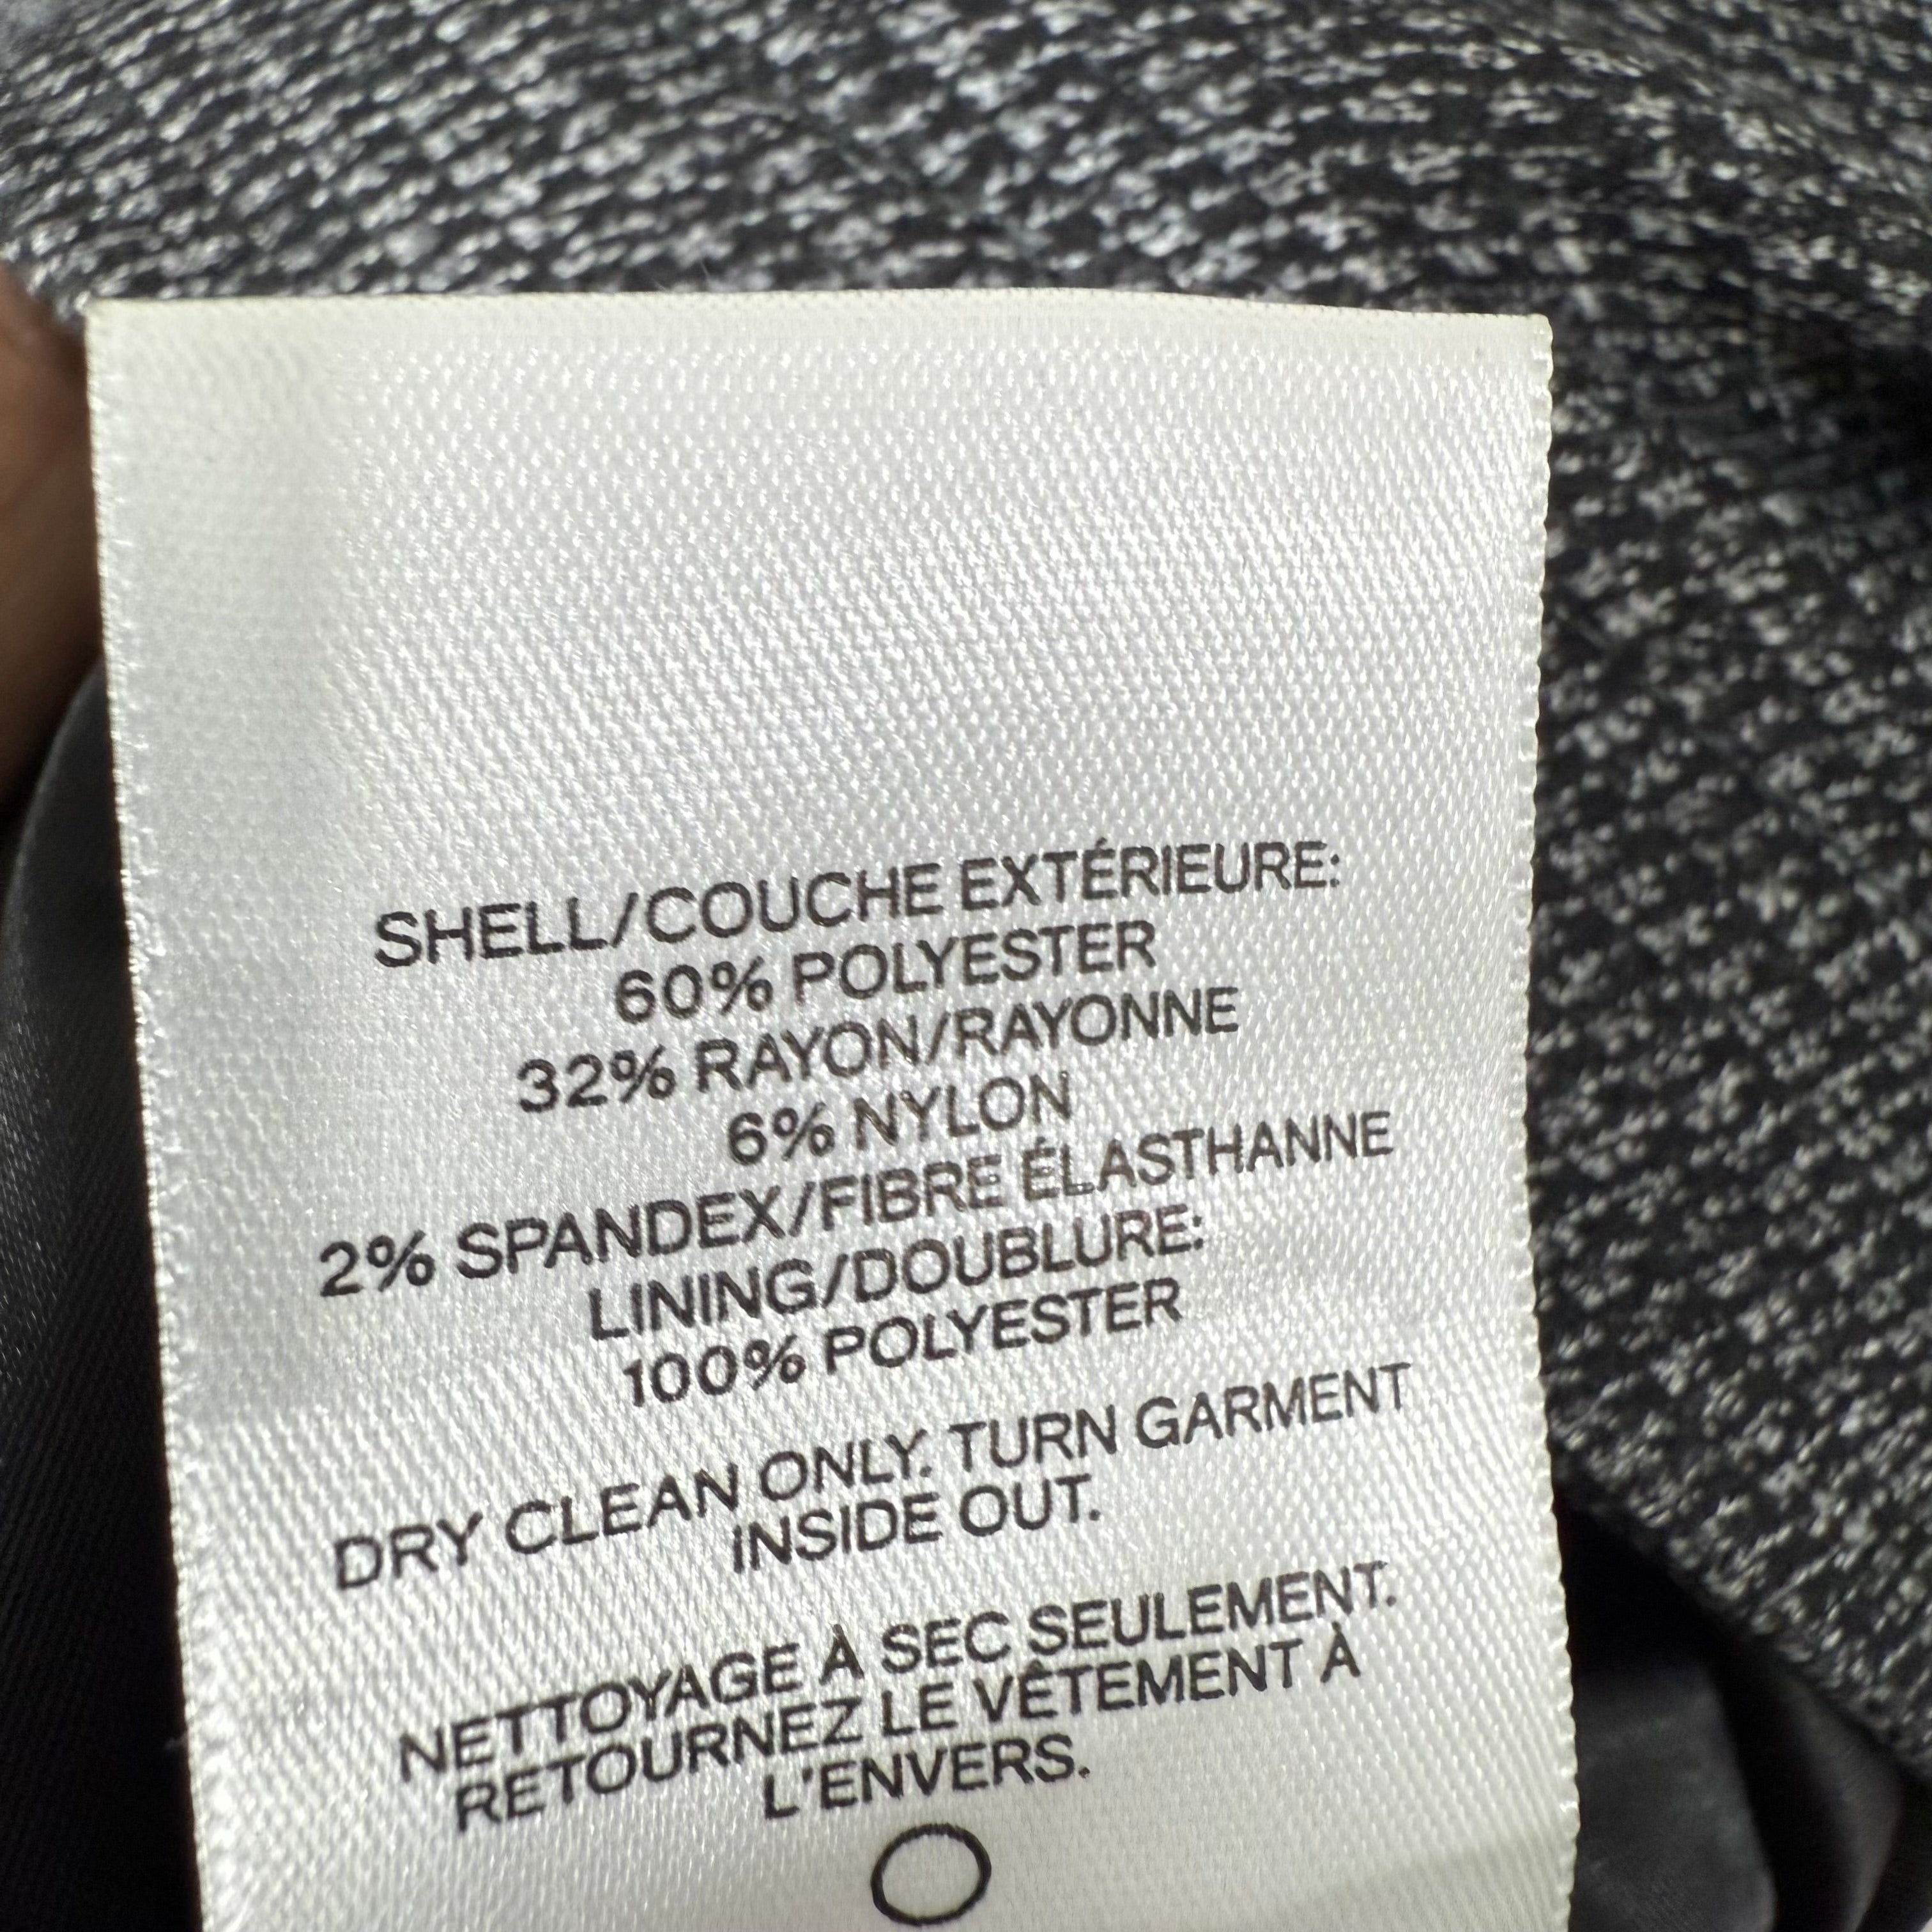 SHELL/COUCHE EXTÉRIEURE:
60% POLYESTER
32% RAYON/RAYONNE
6% NYLON
2% SPANDEX/FIBRE ÉLASTHANNE
LINING/DOUBLURE:
100% POLYESTER
DRY CLEAN ONLY. TURN GARMENT
INSIDE OUT.
NETTOYAGE À SEC SEULEMENT.
RETOURNEZ LE VÊTEMENT À
L'ENVERS.